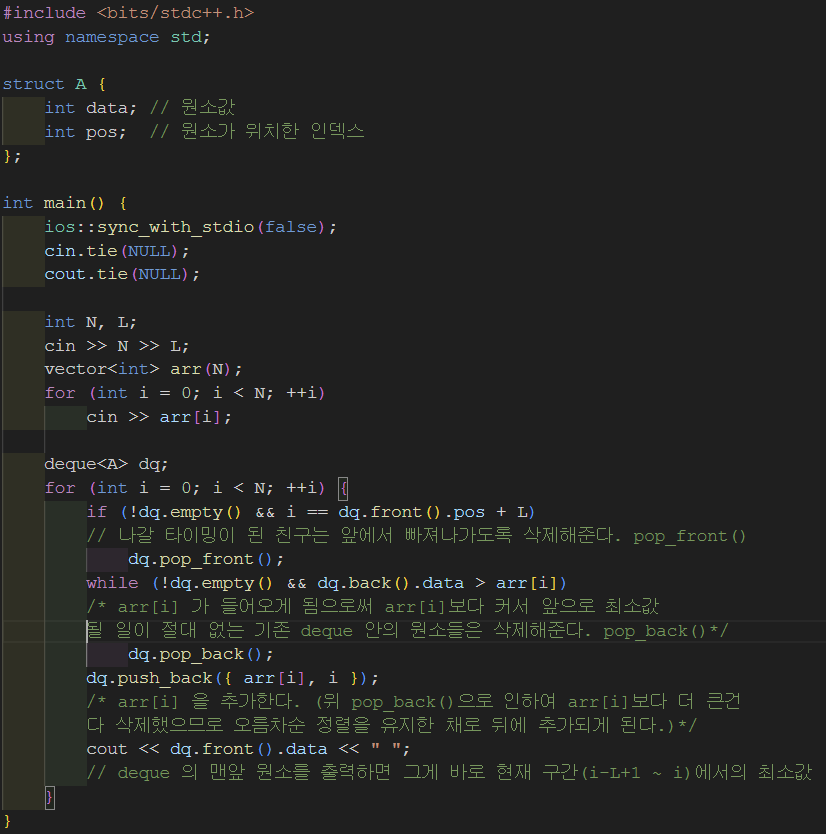 #include <bits/stdc++.h>
using namespace std;
struct A {
int data; // 원소값
int pos;  // 원소가 위치한 인덱스
};
int main() {
ios::sync_with_stdio(false);
cin.tie(NULL);
cout.tie(NULL);
int N, L;
cin >> N >> L;
vector<int> arr(N);
for (int i = 0; i < N; ++i)
cin >> arr[i];
deque<A> dq;
for (int i = 0; i < N; ++i) {
if (!dq.empty() && i == dq.front().pos + L)
// 나갈 타이밍이 된 친구는 앞에서 빠져나가도록 삭제해준다. pop_front()
dq.pop_front();
while (!dq.empty() && dq.back().data > arr[i])
/* arr[i] 가 들어오게 됨으로써 arr[i]보다 커서 앞으로 최소값
될 일이 절대 없는 기존 deque 안의 원소들은 삭제해준다. pop_back()*/
dq.pop_back();
dq.push_back({ arr[i], i });
/* arr[i] 을 추가한다. (위 pop_back()으로 인하여 arr[i]보다 더 큰건
다 삭제했으므로 오름차순 정렬을 유지한 채로 뒤에 추가되게 된다.)*/
cout << dq.front().data << " ";
// deque 의 맨앞 원소를 출력하면 그게 바로 현재 구간(i-L+1 ~ i)에서의 최소값
}
}